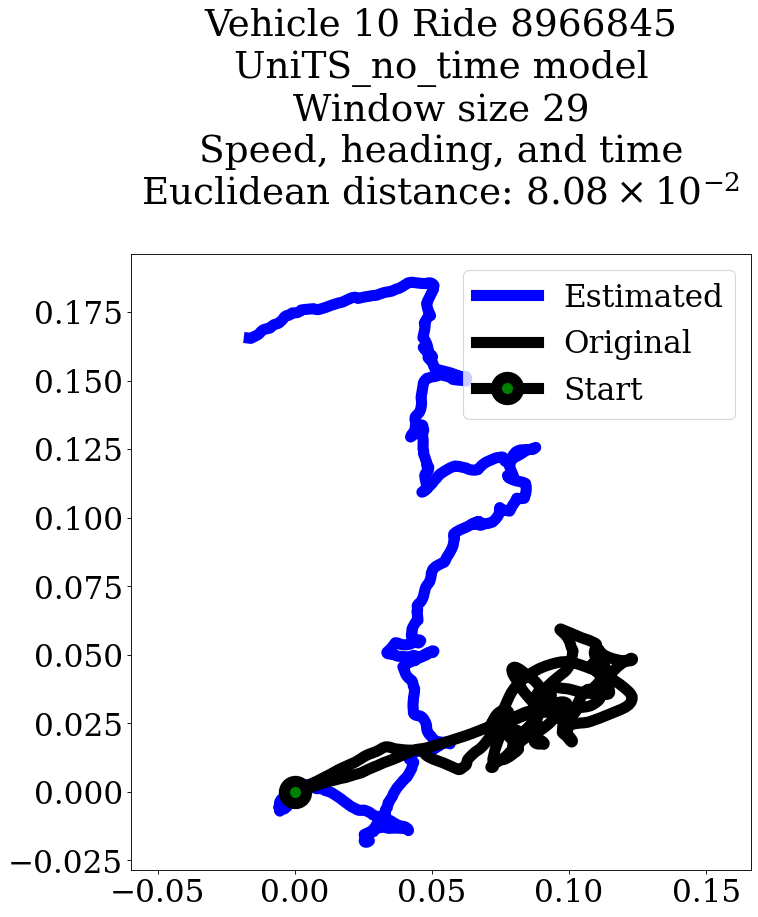 Vehicle 10 Ride 8966845
UniTS_no_time model
Window size 29
Speed, heading, and time
Euclidean distance: 8.08 × 10⁻²
Estimated
Original
Start
0.175
0.150
0.125
0.100
0.075
0.050
0.025
0.000
−0.025
−0.05 0.00 0.05 0.10 0.15